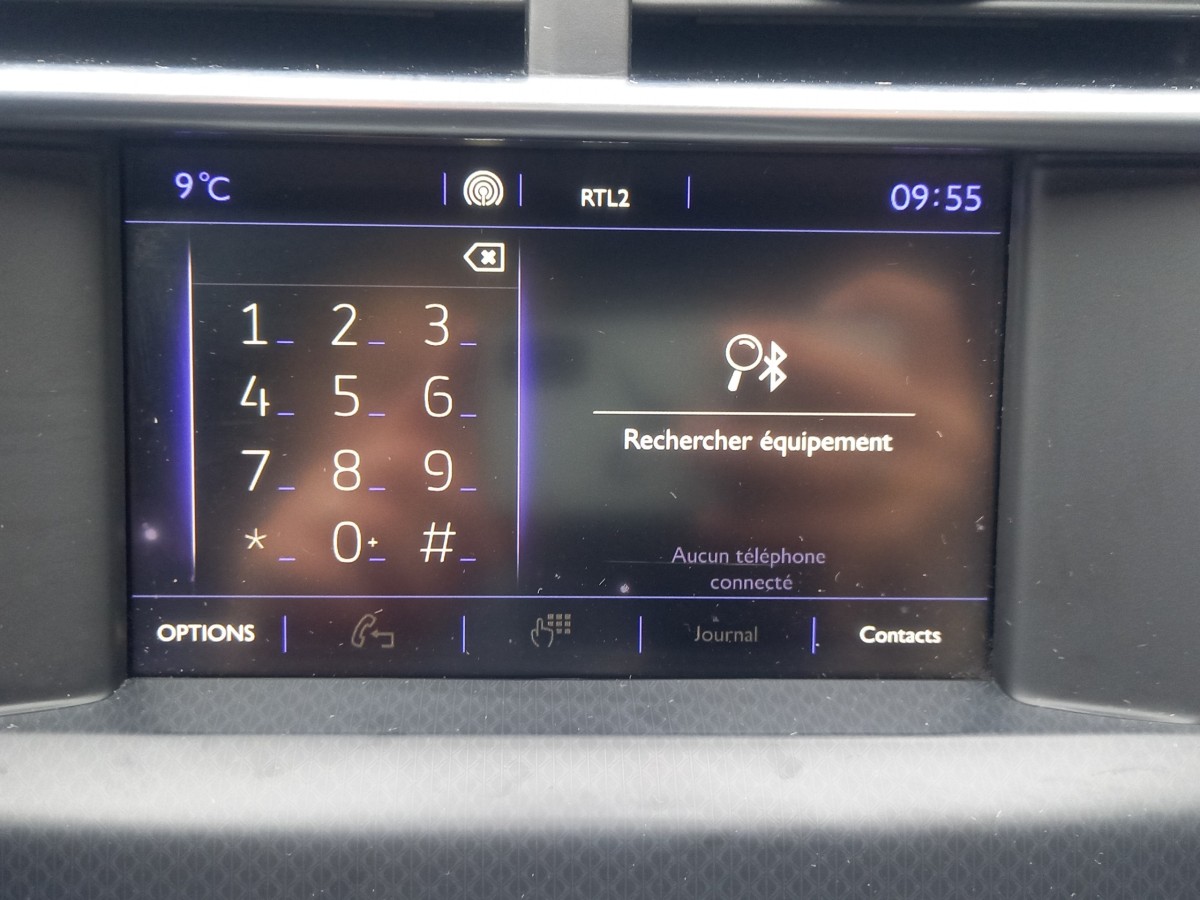 9°C
RTL2
09:55
1 2 3
4 5 6
7 8 9
* 0+ #
Rechercher équipement
Aucun téléphone
connecté
OPTIONS
Journal
Contacts